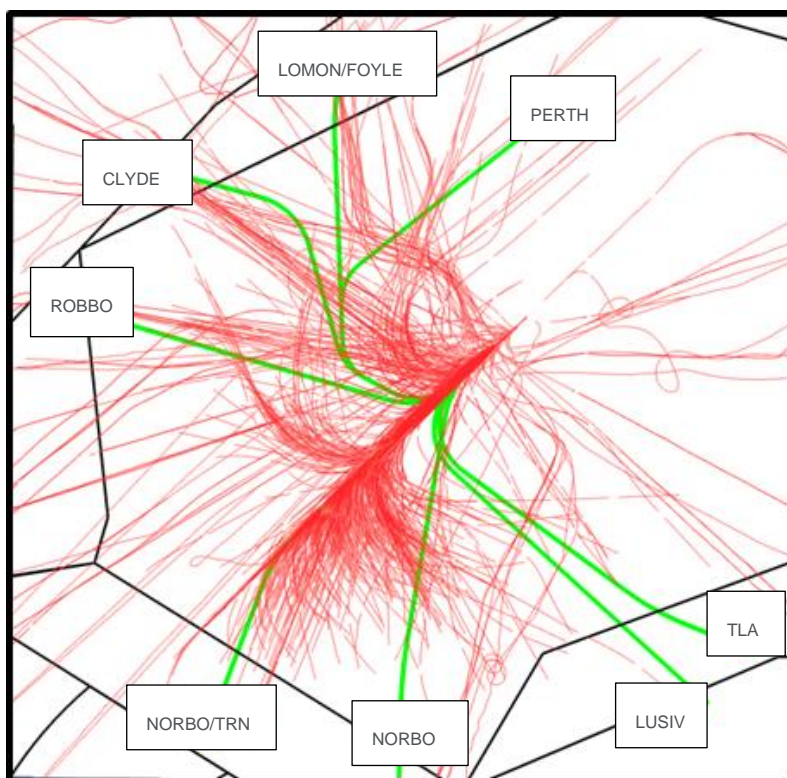 LOMON/FOYLE
PERTH
CLYDE
ROBBO
TLA
NORBO/TRN
NORBO
LUSIV